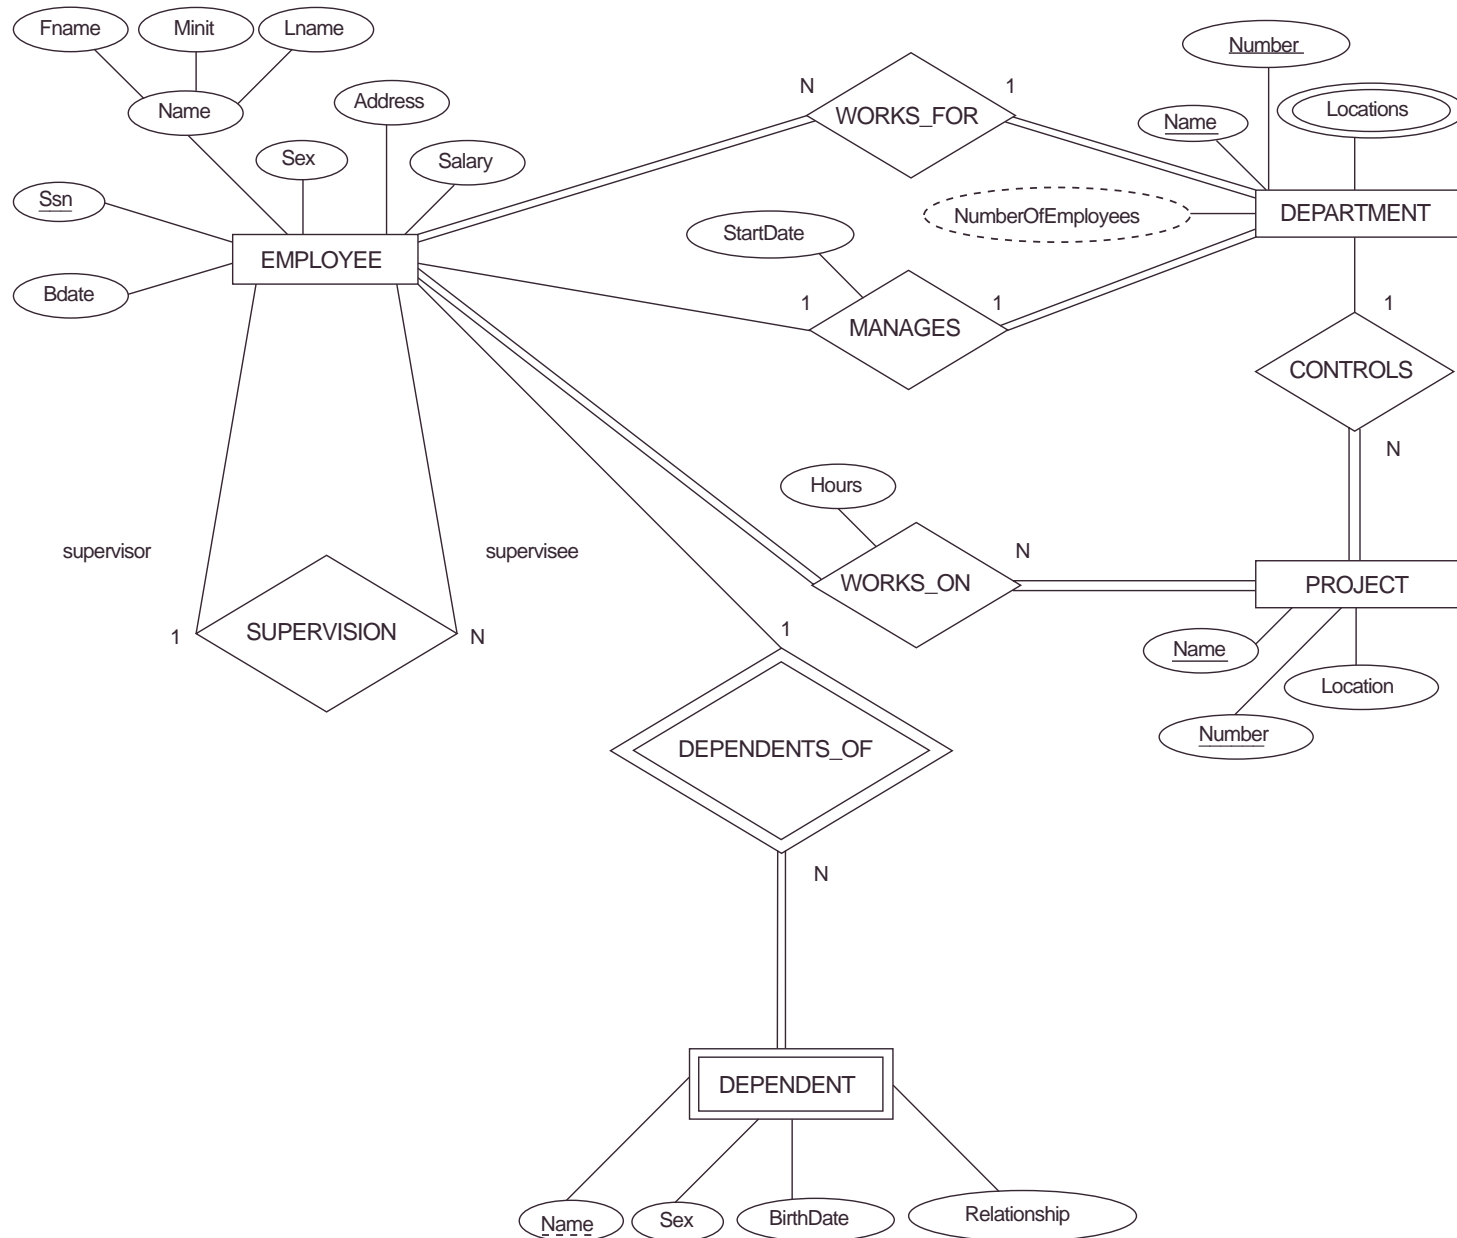 Fname
Minit
Lname
Number
Name
Address
N
1
WORKS_FOR
Locations
Name
Sex
Salary
Ssn
NumberOfEmployees
DEPARTMENT
StartDate
EMPLOYEE
Bdate
1
1
1
MANAGES
CONTROLS
N
Hours
supervisor
supervisee
N
WORKS_ON
PROJECT
1
SUPERVISION
N
1
Name
Location
Number
DEPENDENTS_OF
N
DEPENDENT
Name
Sex
BirthDate
Relationship